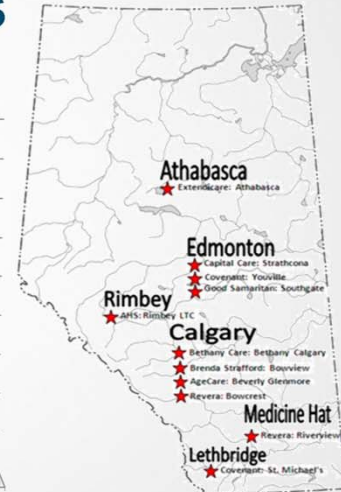 S
Athabasca
Extendicare: Athabasca
Edmonton
Capital Care: Strathcona
Covenant: Youville
Good Samaritan: Southgate
Rimbey
AHS: Rimbey LTC
Calgary
Bethany Care: Bethany Calgary
Brenda Strafford: Bowview
AgeCare: Beverly Glenmore
Revera: Bowcrest
Medicine Hat
Revera: Riverview
Lethbridge
Covenant: St. Michael's